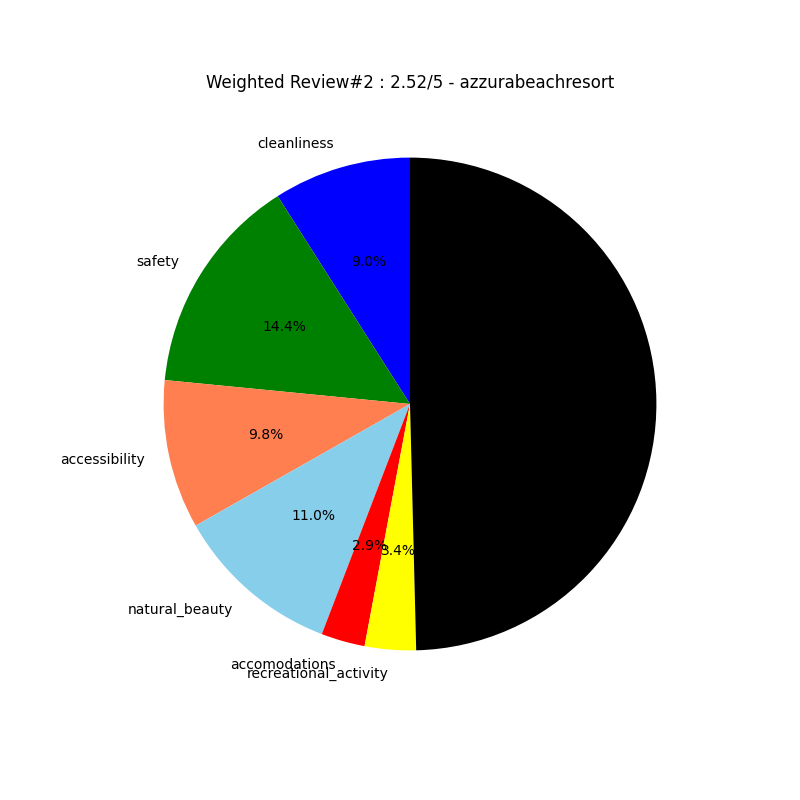 Weighted Review#2 : 2.52/5 - azzurabeachresort
cleanliness
9.0%
safety
14.4%
accessibility
9.8%
natural_beauty
11.0%
accomodations
2.9%
recreational_activity
3.4%